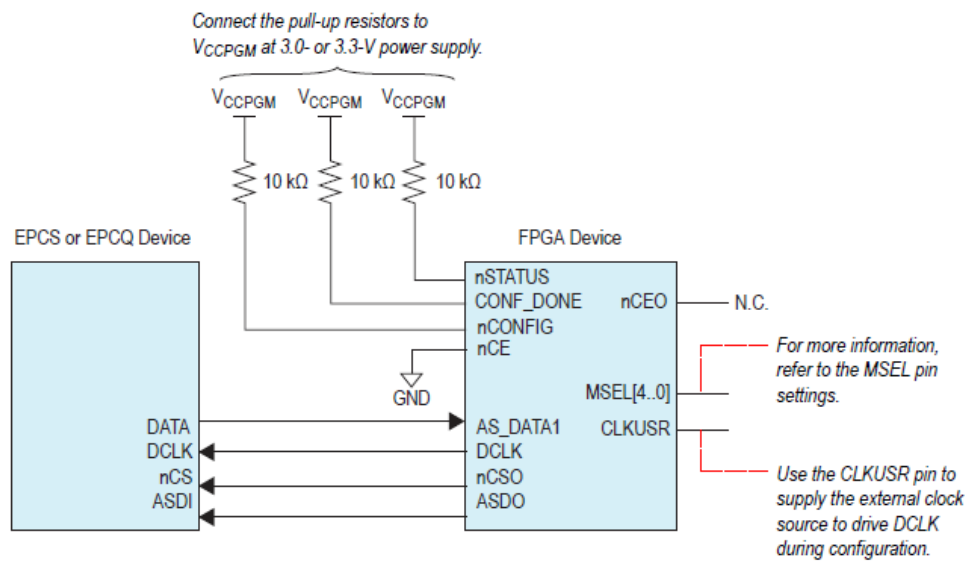 Connect the pull-up resistors to
VCCPGM at 3.0- or 3.3-V power supply.
VCCPGM VCCPGM VCCPGM
10 kΩ 10 kΩ 10 kΩ
EPCS or EPCQ Device
FPGA Device
nSTATUS
CONF_DONE
nCEO
N.C.
nCONFIG
nCE
GND
For more information,
refer to the MSEL pin
settings.
MSEL[4..0]
DATA
AS_DATA1
CLKUSR
DCLK
DCLK
nCS
nCSO
ASDI
ASDO
Use the CLKUSR pin to
supply the external clock
source to drive DCLK
during configuration.